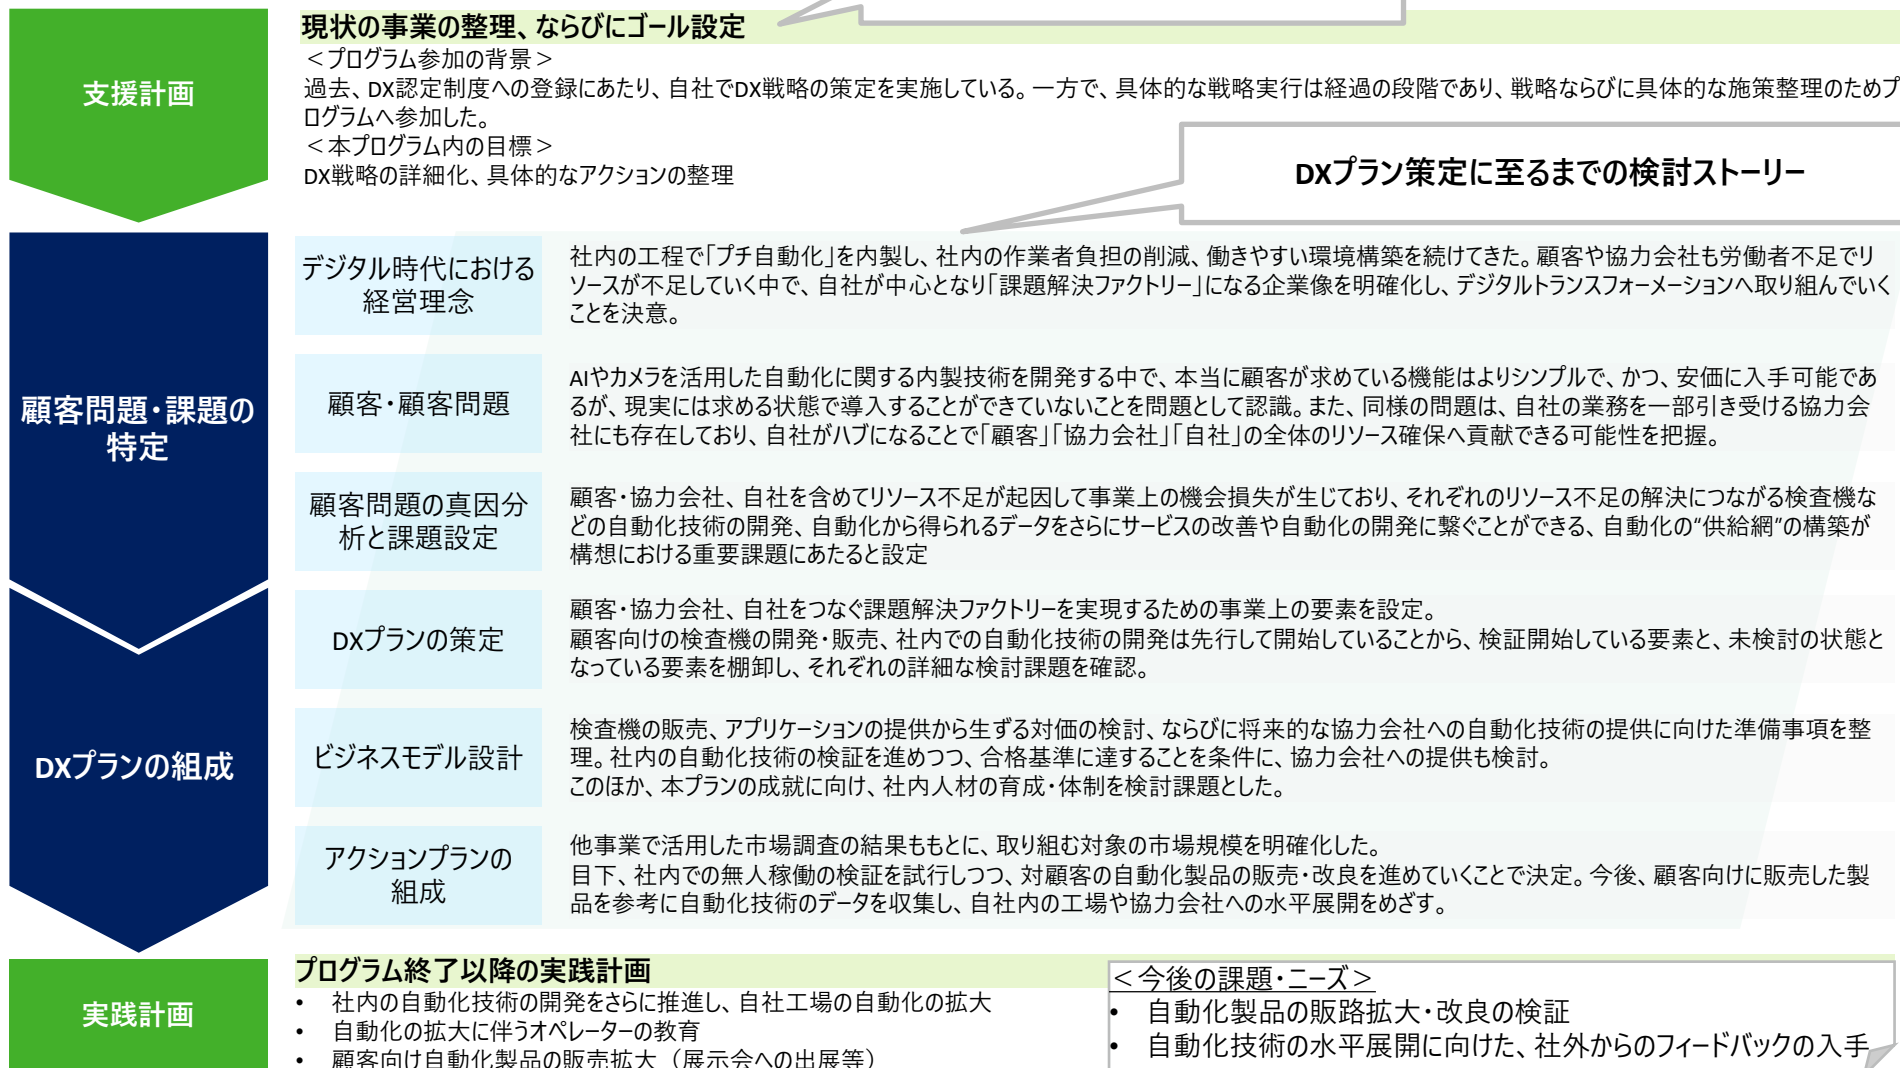 支援計画
現状の事業の整理、ならびにゴール設定
＜プログラム参加の背景＞
過去、DX認定制度への登録にあたり、自社でDX戦略の策定を実施している。一方で、具体的な戦略実行は経過の段階であり、戦略ならびに具体的な施策整理のためプ
ログラムへ参加した。
＜本プログラム内の目標＞
DX戦略の詳細化、具体的なアクションの整理
DXプラン策定に至るまでの検討ストーリー
顧客問題・課題の
特定
デジタル時代における
経営理念
社内の工程で「プチ自動化」を内製し、社内の作業者負担の削減、働きやすい環境構築を続けてきた。顧客や協力会社も労働者不足でリ
ソースが不足していく中で、自社が中心となり「課題解決ファクトリー」になる企業像を明確化し、デジタルトランスフォーメーションへ取り組んでいく
ことを決意。
顧客・顧客問題
AIやカメラを活用した自動化に関する内製技術を開発する中で、本当に顧客が求めている機能はよりシンプルで、かつ、安価に入手可能であ
るが、現実には求める状態で導入することができていないことを問題として認識。また、同様の問題は、自社の業務を一部引き受ける協力会
社にも存在しており、自社がハブになることで「顧客」「協力会社」「自社」の全体のリソース確保へ貢献できる可能性を把握。
顧客問題の真因分
析と課題設定
顧客・協力会社、自社を含めてリソース不足が起因して事業上の機会損失が生じており、それぞれのリソース不足の解決につながる検査機な
どの自動化技術の開発、自動化から得られるデータをさらにサービスの改善や自動化の開発に繋ぐことができる、自動化の“供給網”の構築が
構想における重要課題にあたると設定
DXプランの組成
DXプランの策定
顧客・協力会社、自社をつなぐ課題解決ファクトリーを実現するための事業上の要素を設定。
顧客向けの検査機の開発・販売、社内での自動化技術の開発は先行して開始していることから、検証開始している要素と、未検討の状態と
なっている要素を棚卸し、それぞれの詳細な検討課題を確認。
ビジネスモデル設計
検査機の販売、アプリケーションの提供から生ずる対価の検討、ならびに将来的な協力会社への自動化技術の提供に向けた準備事項を整
理。社内の自動化技術の検証を進めつつ、合格基準に達することを条件に、協力会社への提供も検討。
このほか、本プランの成就に向け、社内人材の育成・体制を検討課題とした。
アクションプランの
組成
他事業で活用した市場調査の結果ももとに、取り組む対象の市場規模を明確化した。
目下、社内での無人稼働の検証を試行しつつ、対顧客の自動化製品の販売・改良を進めていくことで決定。今後、顧客向けに販売した製
品を参考に自動化技術のデータを収集し、自社内の工場や協力会社への水平展開をめざす。
実践計画
プログラム終了以降の実践計画
• 社内の自動化技術の開発をさらに推進し、自社工場の自動化の拡大
• 自動化の拡大に伴うオペレーターの教育
• 顧客向け自動化製品の販売拡大（展示会への出展等）
＜今後の課題・ニーズ＞
• 自動化製品の販路拡大・改良の検証
• 自動化技術の水平展開に向けた、社外からのフィードバックの入手